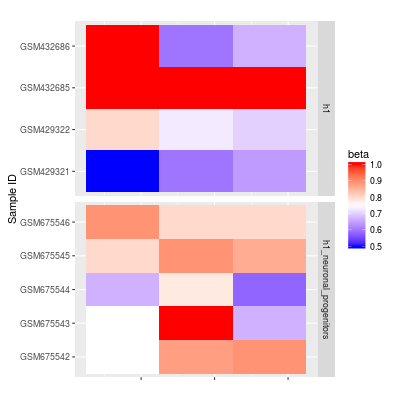 Sample ID
GSM432686
GSM432685
GSM429322
GSM429321
h1
GSM675546
GSM675545
GSM675544
GSM675543
GSM675542
h1_neuronal_progenitors
beta
1.0
0.9
0.8
0.7
0.6
0.5